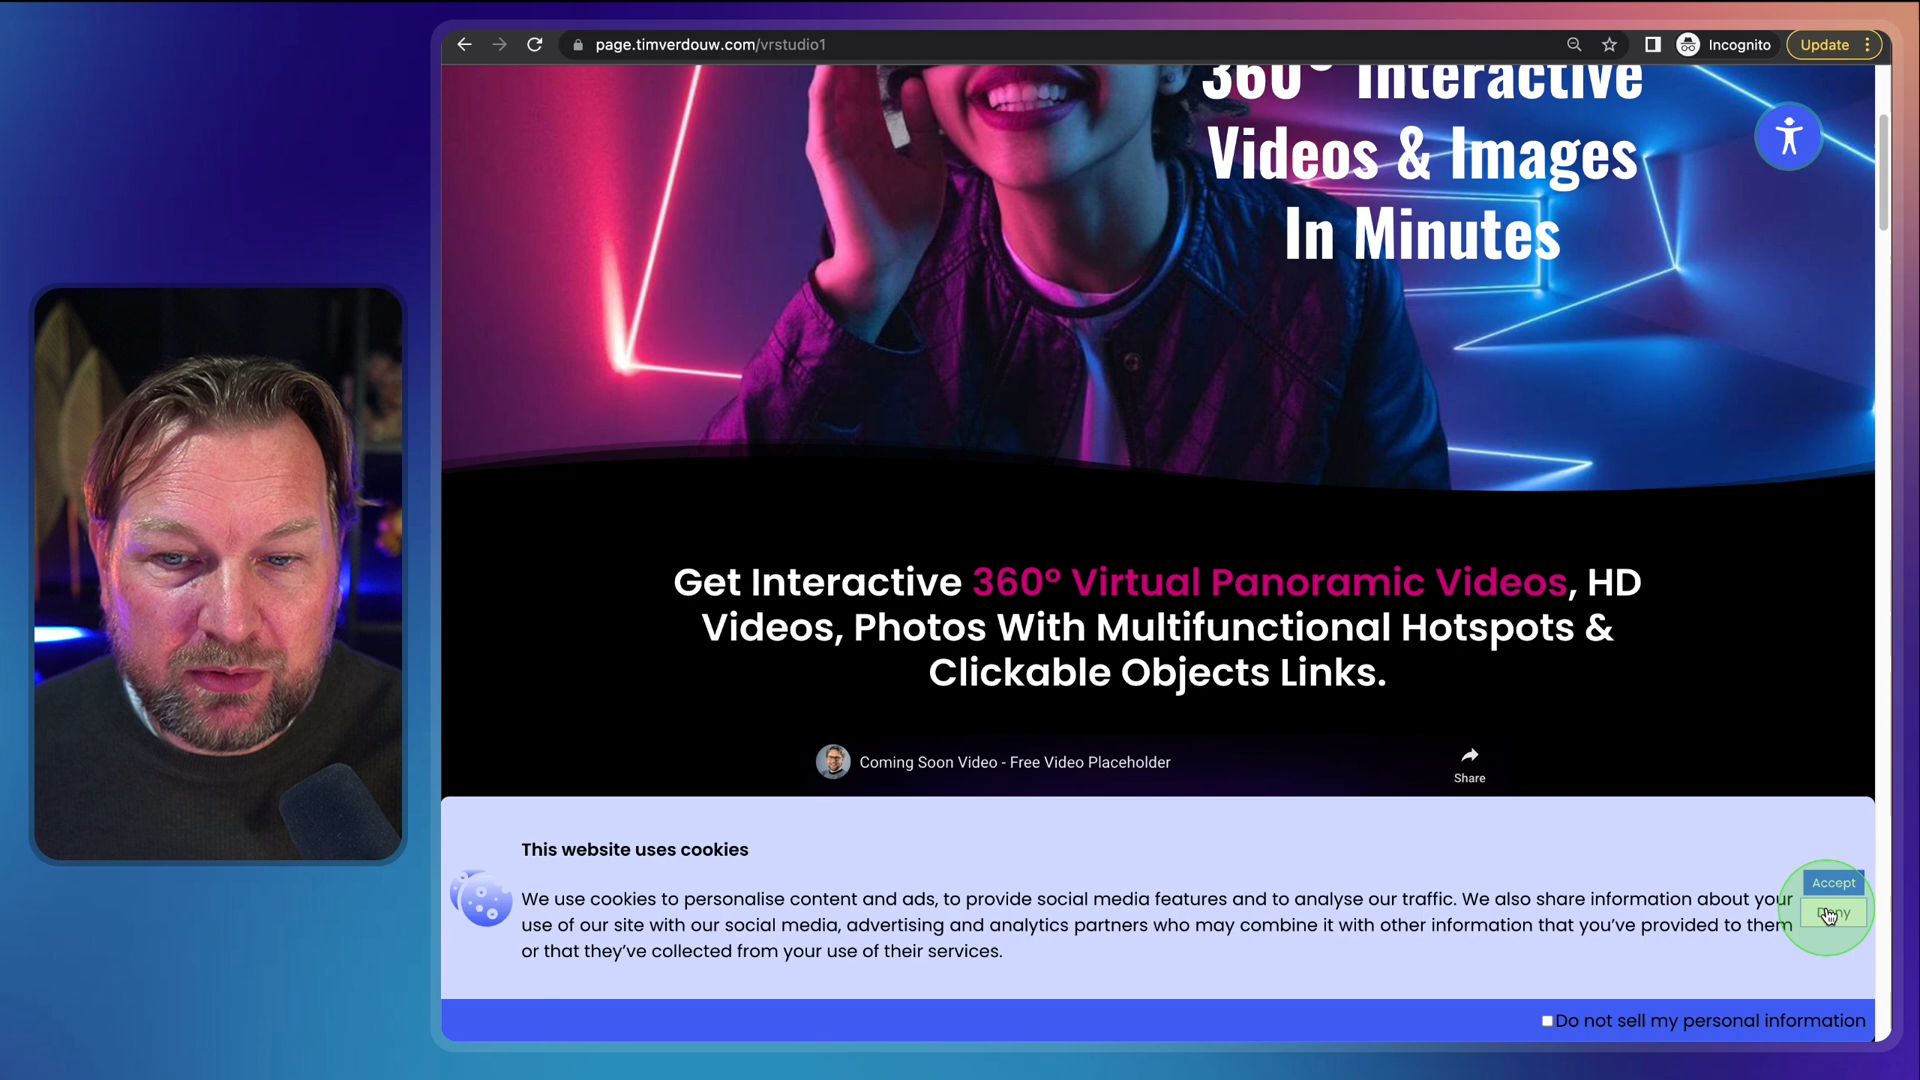 page.timverdouw.com/vrstudio1
Incognito
Update
360° Interactive
Videos & Images
In Minutes
Get Interactive 360° Virtual Panoramic Videos, HD
Videos, Photos With Multifunctional Hotspots &
Clickable Objects Links.
Coming Soon Video - Free Video Placeholder
Share
This website uses cookies
We use cookies to personalise content and ads, to provide social media features and to analyse our traffic. We also share information about your
use of our site with our social media, advertising and analytics partners who may combine it with other information that you've provided to them
or that they've collected from your use of their services.
Accept
Deny
Do not sell my personal information